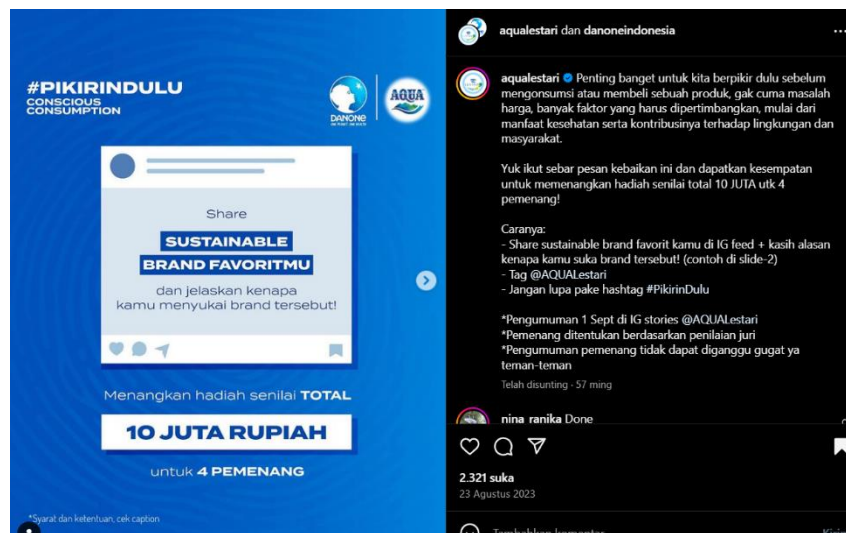 #PIKIRINDULU
CONSCIOUS
CONSUMPTION
DANONE
AQUA
Share
SUSTAINABLE
BRAND FAVORITMU
dan jelaskan kenapa
kamu menyukai brand tersebut!
Menangkan hadiah senilai TOTAL
10 JUTA RUPIAH
untuk 4 PEMENANG
*Syarat dan ketentuan, cek caption
aqualestari dan danoneindonesia
aqualestari Penting banget untuk kita berpikir dulu sebelum
mengonsumsi atau membeli sebuah produk, gak cuma masalah
harga, banyak faktor yang harus dipertimbangkan, mulai dari
manfaat kesehatan serta kontribusinya terhadap lingkungan dan
masyarakat.
Yuk ikut sebar pesan kebaikan ini dan dapatkan kesempatan
untuk memenangkan hadiah senilai total 10 JUTA utk 4
pemenang!
Caranya:
- Share sustainable brand favorit kamu di IG feed + kasih alasan
kenapa kamu suka brand tersebut! (contoh di slide-2)
- Tag @AQUALestari
- Jangan lupa pake hashtag #PikirinDulu
*Pengumuman 1 Sept di IG stories @AQUALestari
*Pemenang ditentukan berdasarkan penilaian juri
*Pengumuman pemenang tidak dapat diganggu gugat ya
teman-teman
Telah disunting · 57 ming
nina_ranika Done
2.321 suka
23 Agustus 2023
Tambahkan komentar...